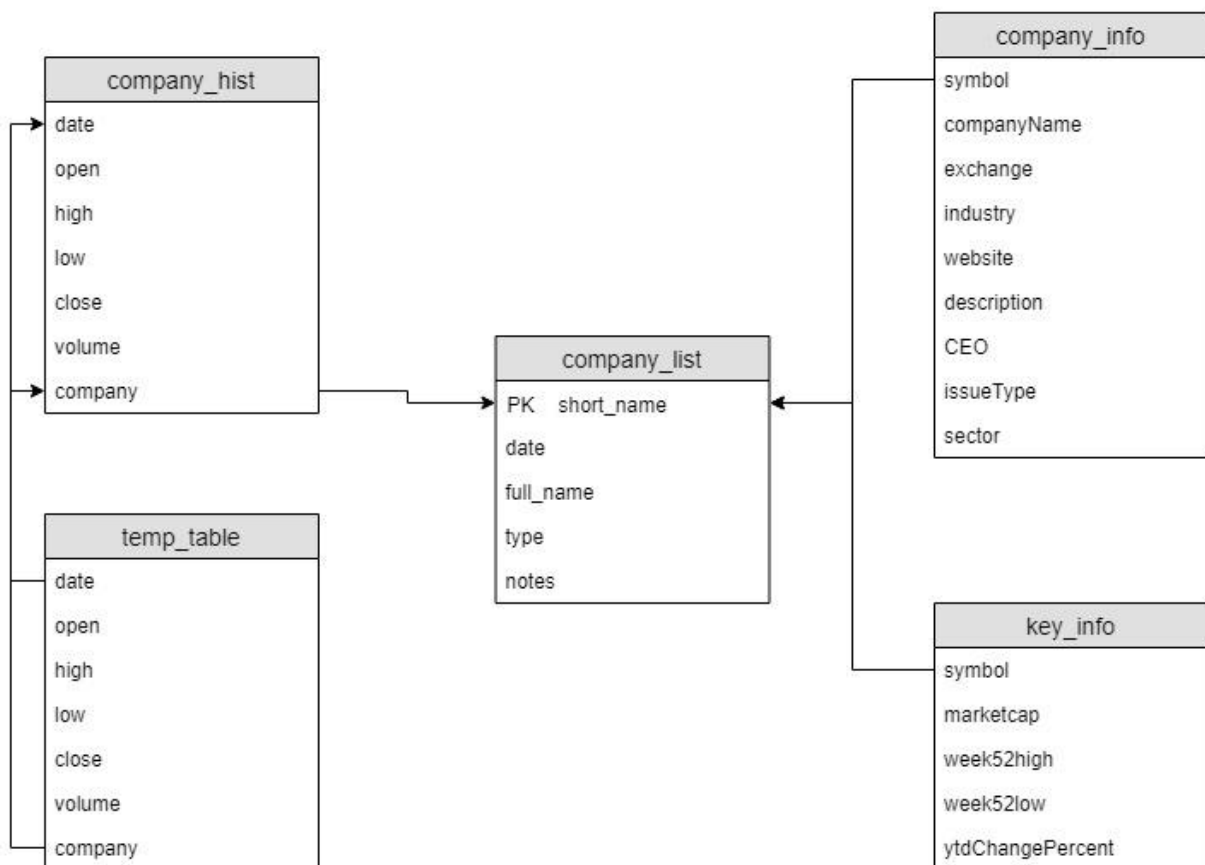 company_hist
date
open
high
low
close
volume
company
temp_table
date
open
high
low
close
volume
company
company_list
PK short_name
date
full_name
type
notes
company_info
symbol
companyName
exchange
industry
website
description
CEO
issueType
sector
key_info
symbol
marketcap
week52high
week52low
ytdChangePercent